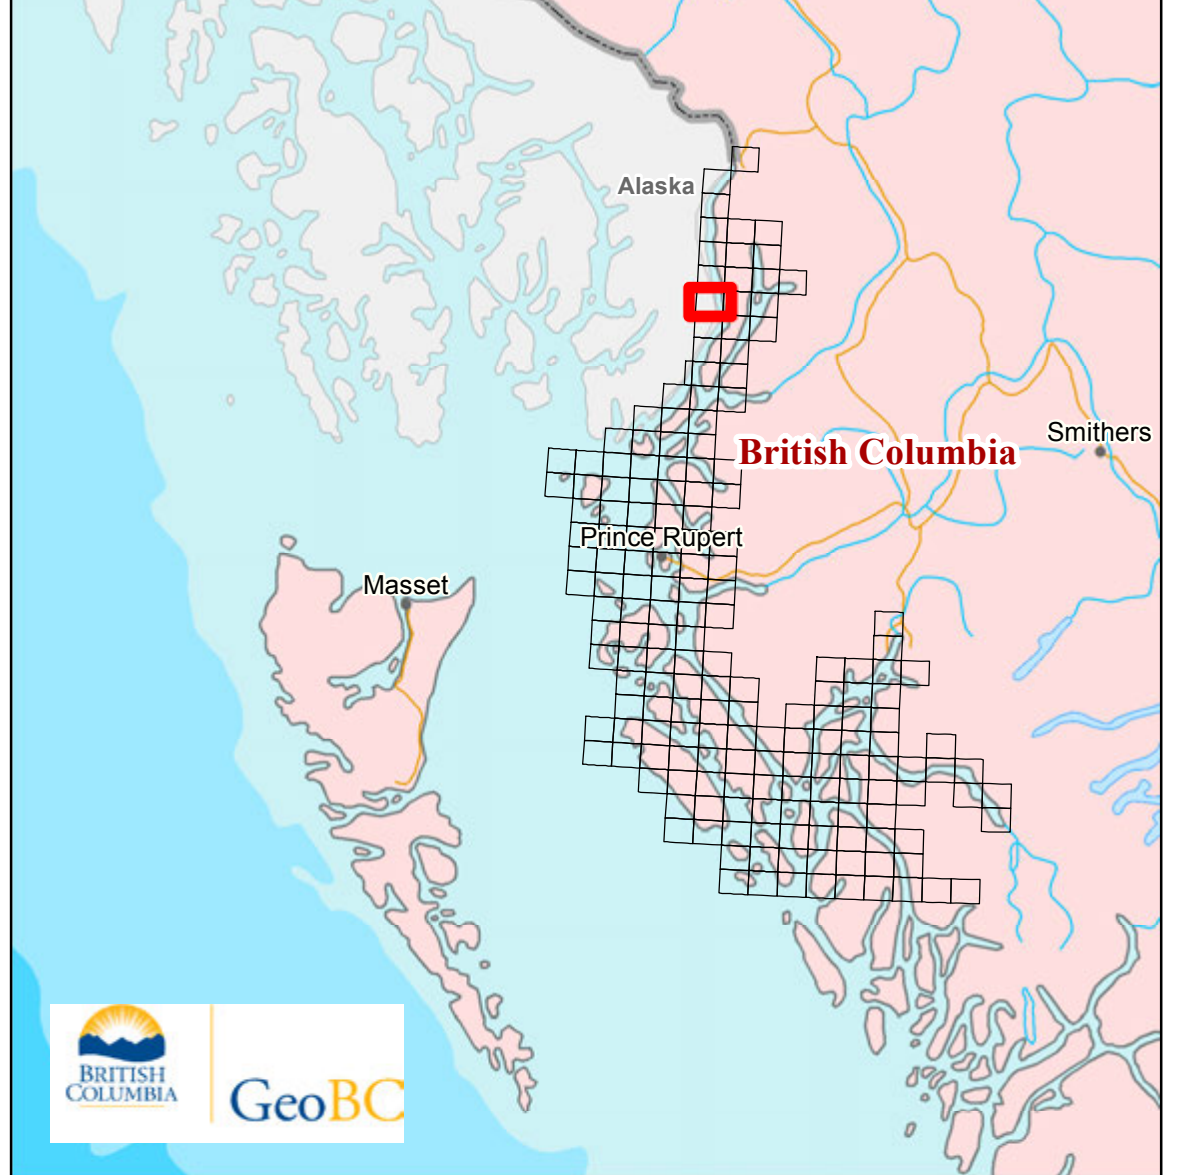 Alaska
Smithers
British Columbia
Prince Rupert
Masset
BRITISH
COLUMBIA
GeoBC